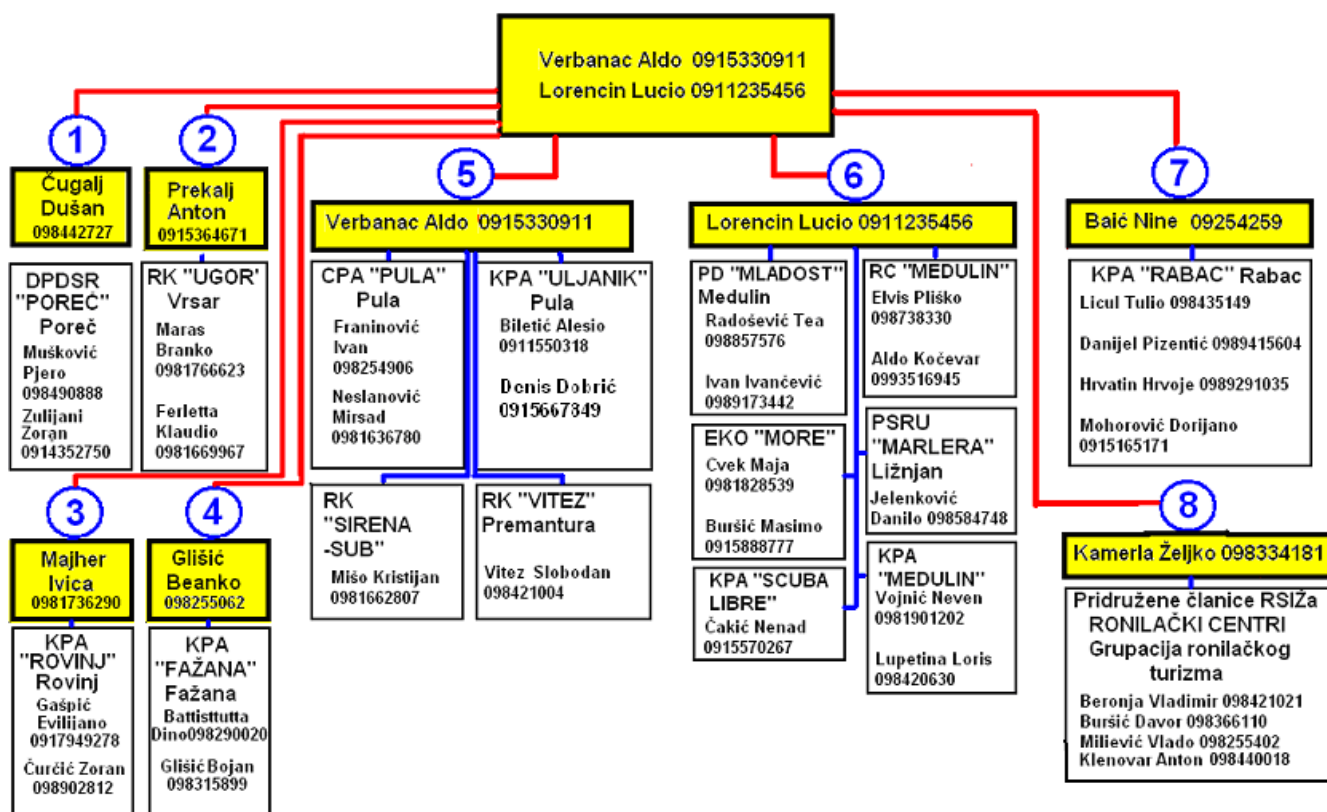 Verbanac Aldo 0915330911
Lorencin Lucio 0911235456
1
Čugalj
Dušan
098442727
DPDSR
"POREĆ"
Poreč
Mušković
Pjero
098490888
Zulijani
Zoran
0914352750
2
Prekalj
Anton
0915364671
RK "UGOR'
Vrsar
Maras
Branko
0981766623
Ferletta
Klaudio
0981669967
3
Majher
Ivica
0981736290
KPA
"ROVINJ"
Rovinj
Gašpić
Evilijano
0917949278
Ćurčić Zoran
098902812
4
Glišić
Beanko
098255062
KPA
"FAŽANA"
Fažana
Battisttutta
Dino098290020
Glišić Bojan
098315899
5
Verbanac Aldo 0915330911
CPA "PULA"
Pula
Franinović
Ivan
098254906
Neslanović
Mirsad
0981636780
KPA "ULJANIK"
Pula
Biletić Alesio
0911550318
Denis Dobrić
0915667849
RK
"SIRENA
-SUB"
Mišo Kristijan
0981662807
RK "VITEZ"
Premantura
Vitez Slobodan
098421004
6
Lorencin Lucio 0911235456
PD "MLADOST"
Medulin
Radošević Tea
098857576
Ivan Ivančević
0989173442
RC "MEDULIN"
Elvis Pliško
098738330
Aldo Kočevar
0993516945
EKO "MORE"
Cvek Maja
0981828539
Buršić Masimo
0915888777
PSRU
"MARLERA"
Ližnjan
Jelenković
Danilo 098584748
KPA "SCUBA
LIBRE"
Čakić Nenad
0915570267
KPA
"MEDULIN"
Vojnić Neven
0981901202
Lupetina Loris
098420630
7
Baić Nine 09254259
KPA "RABAC" Rabac
Licul Tulio 098435149
Danijel Pizentić 0989415604
Hrvatin Hrvoje 0989291035
Mohorović Dorijano
0915165171
8
Kamerla Željko 098334181
Pridružene članice RSIŽa
RONILAČKI CENTRI
Grupacija ronilačkog
turizma
Beronja Vladimir 098421021
Buršić Davor 098366110
Milievič Vlado 098255402
Klenovar Anton 098440018